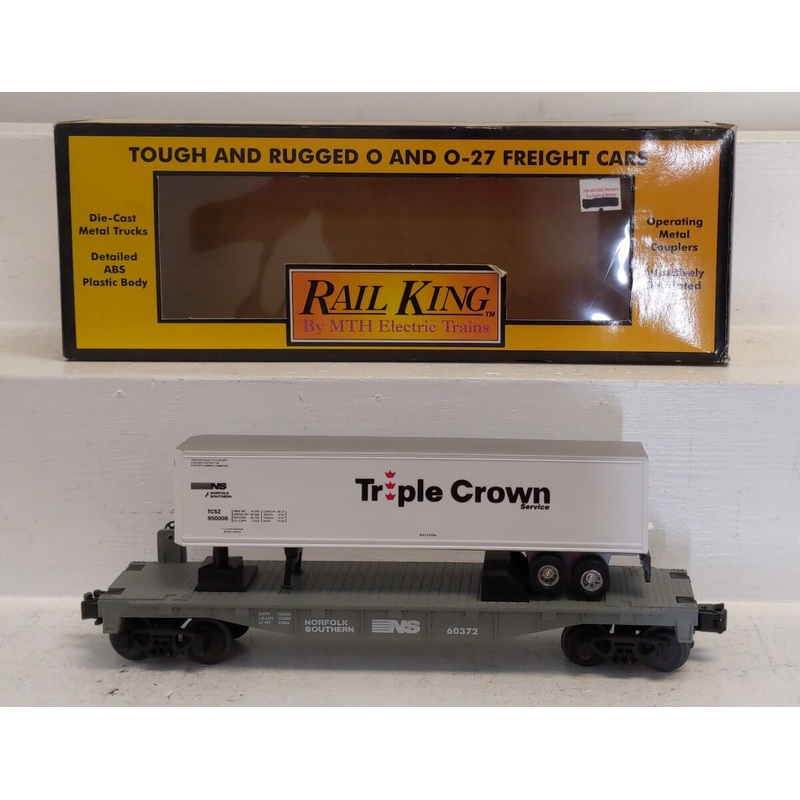 TOUGH AND RUGGED O AND O-27 FREIGHT CARS
Die-Cast
Metal Trucks
Detailed
ABS
Plastic Body
Operating
Metal
Couplers
RAIL KING TM
By MTH Electric Trains
NS
NORFOLK
SOUTHERN
TCSZ
950008
Triple Crown
Service
NORFOLK
SOUTHERN
NS
60372